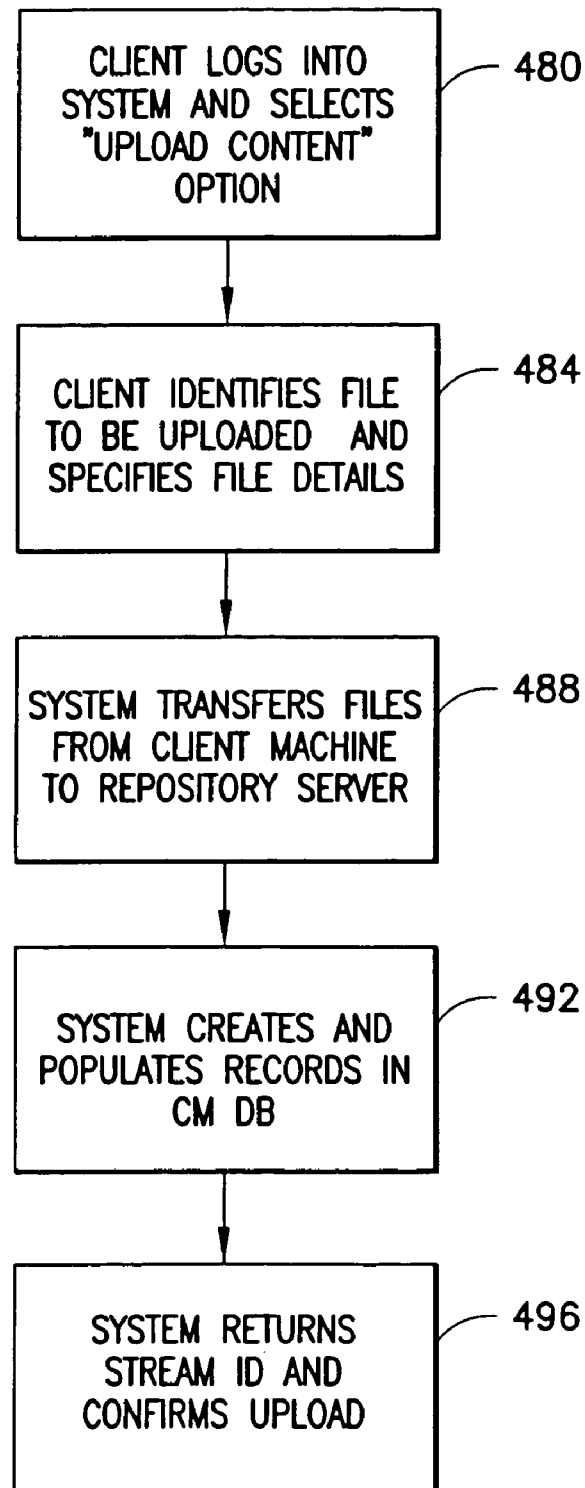 CLIENT LOGS INTO
SYSTEM AND SELECTS
"UPLOAD CONTENT"
OPTION
480
CLIENT IDENTIFIES FILE
TO BE UPLOADED AND
SPECIFIES FILE DETAILS
484
SYSTEM TRANSFERS FILES
FROM CLIENT MACHINE
TO REPOSITORY SERVER
488
SYSTEM CREATES AND
POPULATES RECORDS IN
CM DB
492
SYSTEM RETURNS
STREAM ID AND
CONFIRMS UPLOAD
496